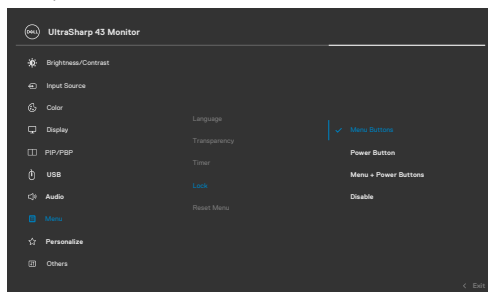 DELL UltraSharp 43 Monitor
Brightness/Contrast
Input Source
Color
Display
PIP/PBP
USB
Audio
Menu
Personalize
Others
Language
Transparency
Timer
Lock
Reset Menu
Menu Buttons
Power Button
Menu + Power Buttons
Disable
< Exit